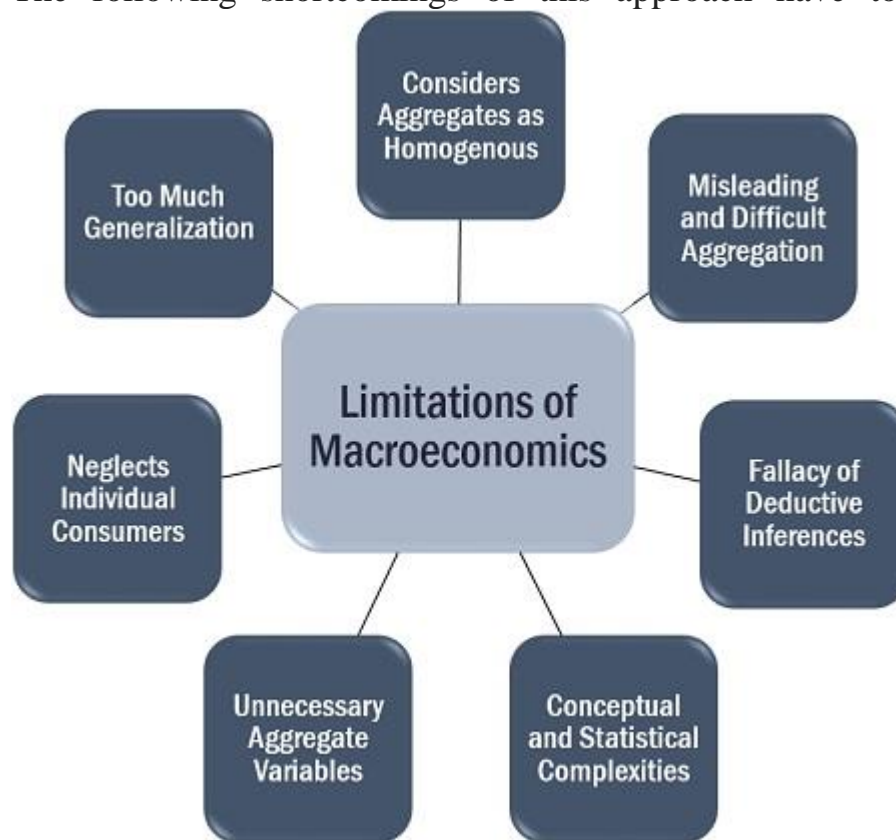 The following shortcomings of this approach have to
Considers
Aggregates as
Homogenous
Too Much
Generalization
Misleading
and Difficult
Aggregation
Limitations of
Macroeconomics
Neglects
Individual
Consumers
Fallacy of
Deductive
Inferences
Unnecessary
Aggregate
Variables
Conceptual
and Statistical
Complexities